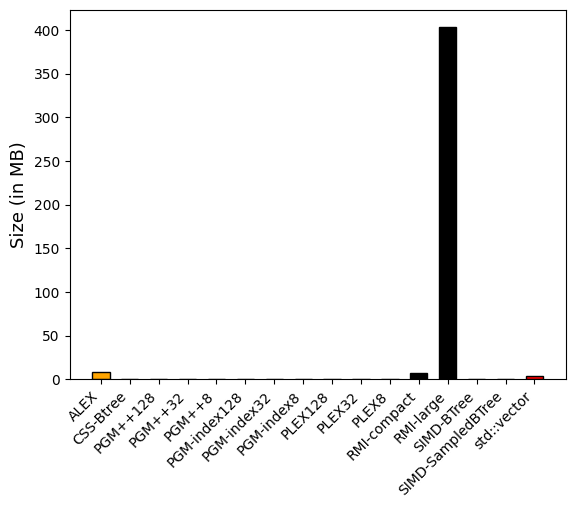 Size (in MB)
400
350
300
250
200
150
100
50
0
ALEX
CSS-Btree
PGM++128
PGM++32
PGM++8
PGM-index128
PGM-index32
PGM-index8
PLEX128
PLEX32
PLEX8
RMI-compact
RMI-large
SIMD-BTree
SIMD-SampledBTree
std::vector